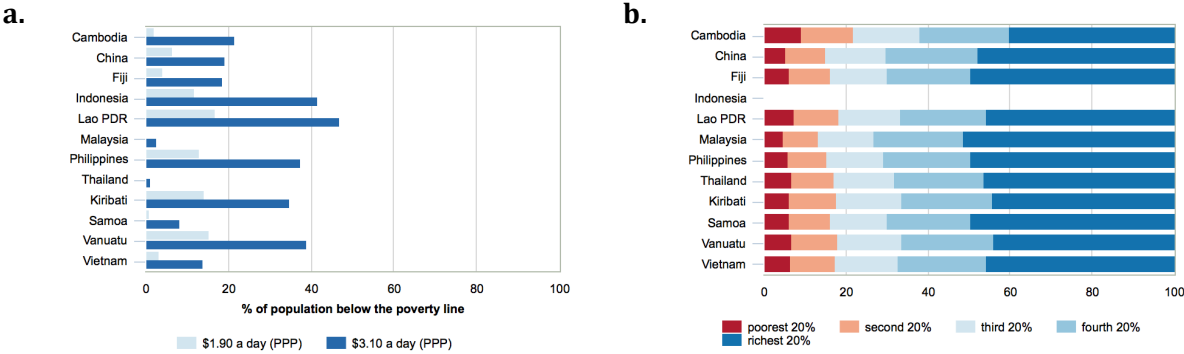 a.
Cambodia
China
Fiji
Indonesia
Lao PDR
Malaysia
Philippines
Thailand
Kiribati
Samoa
Vanuatu
Vietnam
0 20 40 60 80 100
% of population below the poverty line
$1.90 a day (PPP) $3.10 a day (PPP)
b.
Cambodia
China
Fiji
Indonesia
Lao PDR
Malaysia
Philippines
Thailand
Kiribati
Samoa
Vanuatu
Vietnam
0 20 40 60 80 100
poorest 20% second 20% third 20% fourth 20%
richest 20%